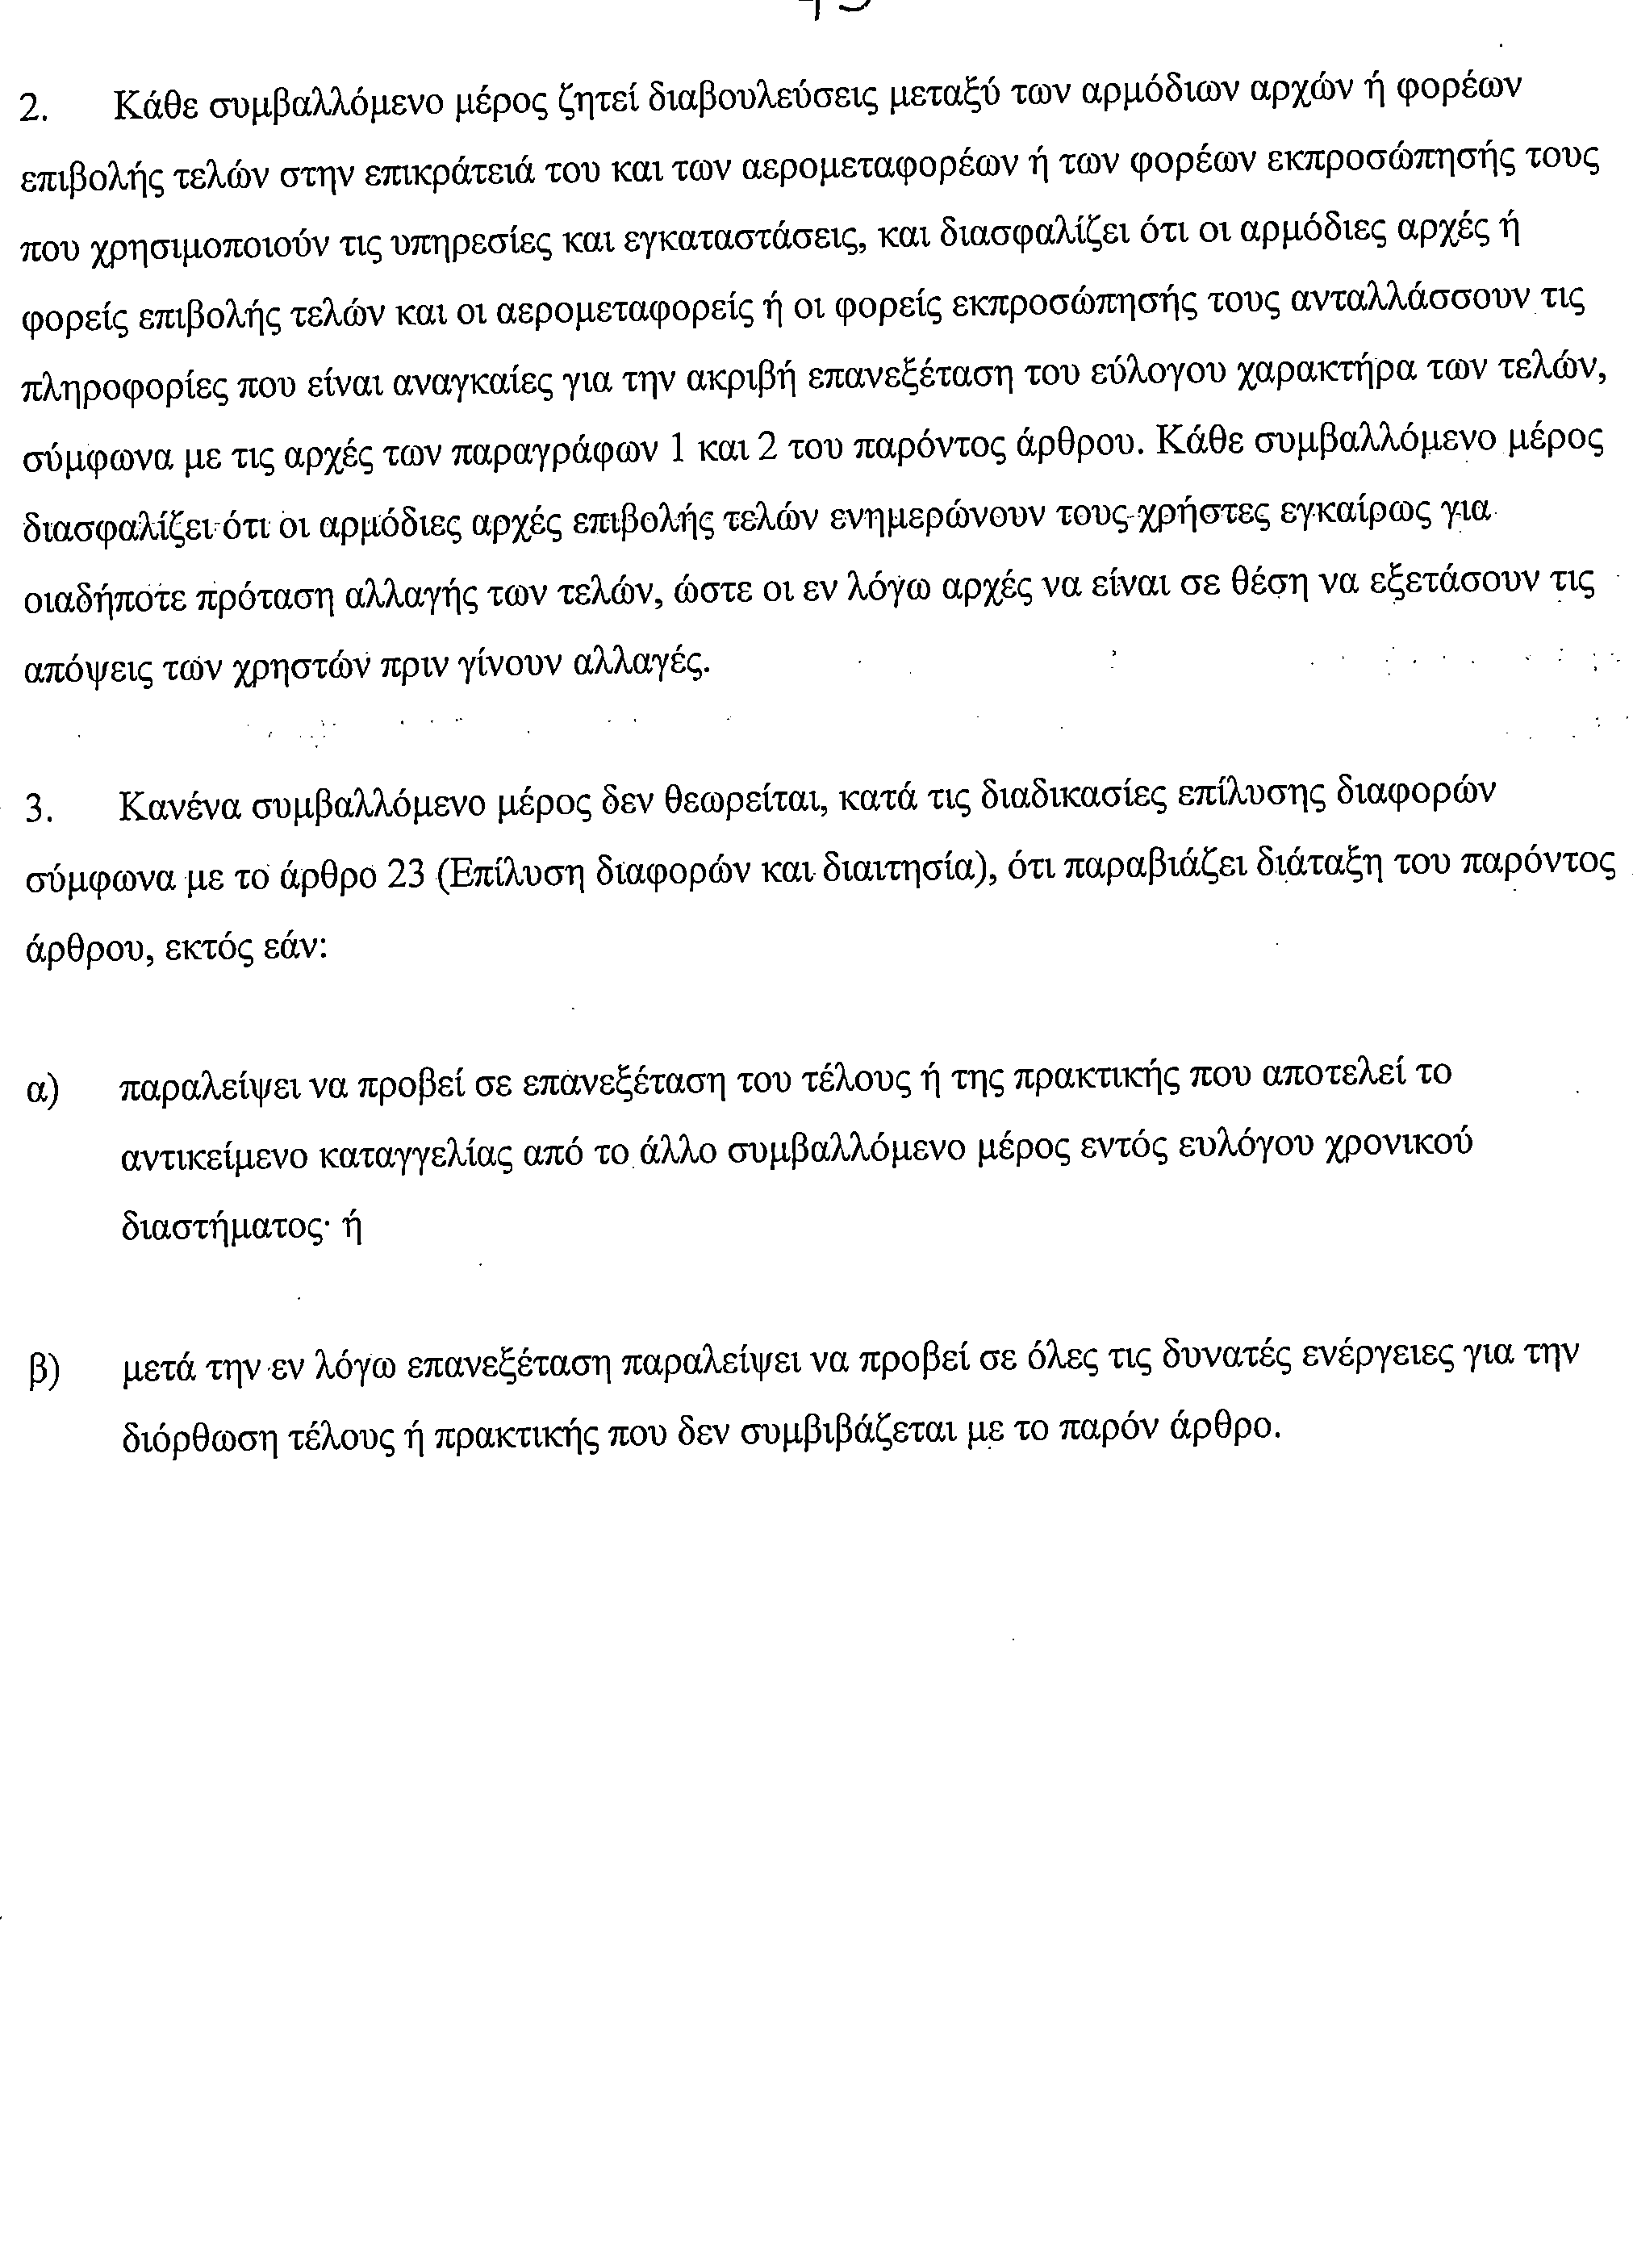 2. Κάθε συμβαλλόμενο μέρος ζητεί διαβουλεύσεις μεταξύ των αρμόδιων αρχών ή φορέων
επιβολής τελών στην επικράτειά του και των αερομεταφορέων ή των φορέων εκπροσώπησής τους
που χρησιμοποιούν τις υπηρεσίες και εγκαταστάσεις, και διασφαλίζει ότι οι αρμόδιες αρχές ή
φορείς επιβολής τελών και οι αερομεταφορείς ή οι φορείς εκπροσώπησής τους ανταλλάσσουν τις
πληροφορίες που είναι αναγκαίες για την ακριβή επανεξέταση του εύλογου χαρακτήρα των τελών,
σύμφωνα με τις αρχές των παραγράφων 1 και 2 του παρόντος άρθρου. Κάθε συμβαλλόμενο μέρος
διασφαλίζει ότι οι αρμόδιες αρχές επιβολής τελών ενημερώνουν τους χρήστες εγκαίρως για
οιαδήποτε πρόταση αλλαγής των τελών, ώστε οι εν λόγω αρχές να είναι σε θέση να εξετάσουν τις
απόψεις των χρηστών πριν γίνουν αλλαγές.
3. Κανένα συμβαλλόμενο μέρος δεν θεωρείται, κατά τις διαδικασίες επίλυσης διαφορών
σύμφωνα με το άρθρο 23 (Επίλυση διαφορών και διαιτησία), ότι παραβιάζει διάταξη του παρόντος
άρθρου, εκτός εάν:
α) παραλείψει να προβεί σε επανεξέταση του τέλους ή της πρακτικής που αποτελεί το
αντικείμενο καταγγελίας από το άλλο συμβαλλόμενο μέρος εντός ευλόγου χρονικού
διαστήματος· ή
β) μετά την εν λόγω επανεξέταση παραλείψει να προβεί σε όλες τις δυνατές ενέργειες για την
διόρθωση τέλους ή πρακτικής που δεν συμβιβάζεται με το παρόν άρθρο.